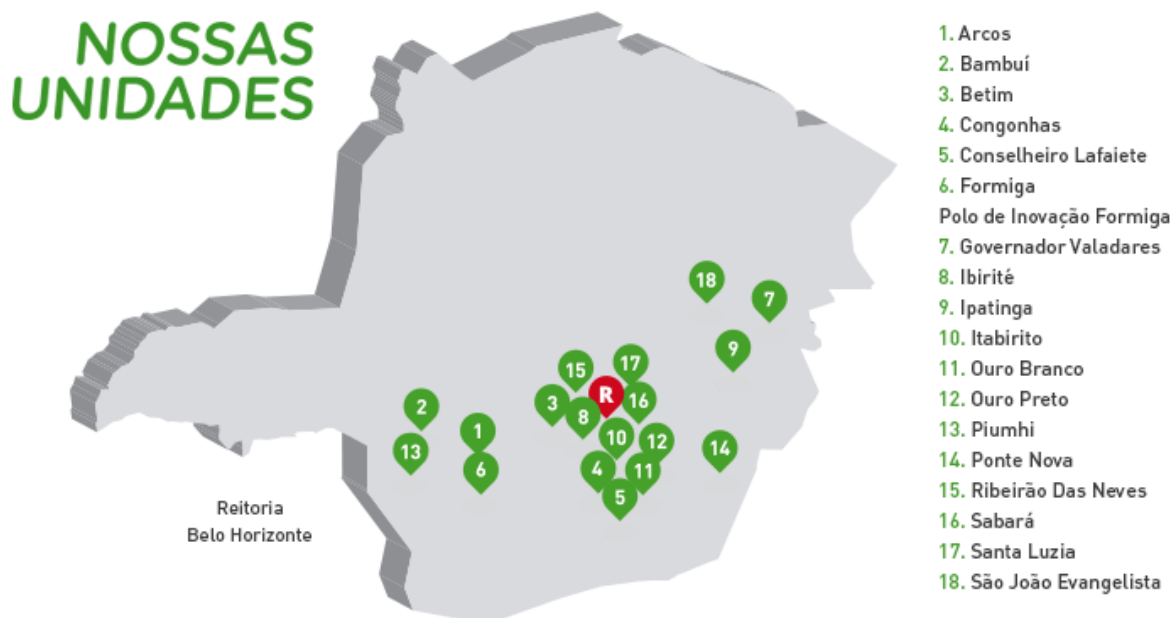 NOSSAS
UNIDADES
18
7
9
17
15
R
16
3
2
8
1
10
12
13
14
6
4
11
5
Reitoria
Belo Horizonte
1. Arcos
2. Bambuí
3. Betim
4. Congonhas
5. Conselheiro Lafaiete
6. Formiga
Polo de Inovação Formiga
7. Governador Valadares
8. Ibirité
9. Ipatinga
10. Itabirito
11. Ouro Branco
12. Ouro Preto
13. Piumhi
14. Ponte Nova
15. Ribeirão Das Neves
16. Sabará
17. Santa Luzia
18. São João Evangelista